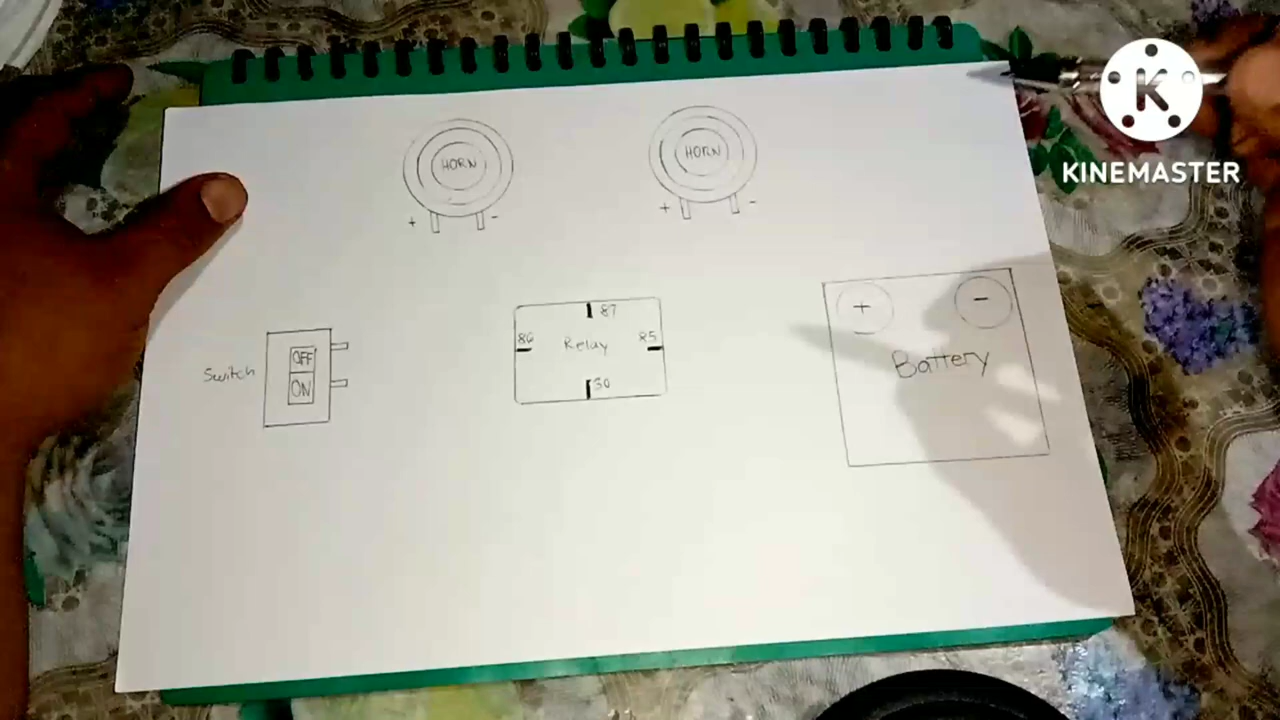 K
KINEMASTER
HORN
HORN
+ -
+ -
87
86 Relay 85
30
Switch
OFF
ON
+ -
Battery